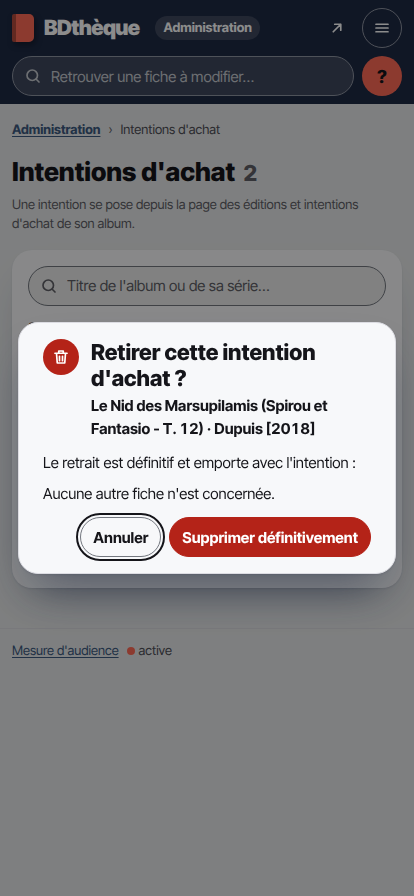 BDthèque Administration
Retrouver une fiche à modifier...
?
Administration › Intentions d'achat
Intentions d'achat 2
Une intention se pose depuis la page des éditions et intentions
d'achat de son album.
Titre de l'album ou de sa série...
Retirer cette intention
d'achat ?
Le Nid des Marsupilamis (Spirou et
Fantasio - T. 12) · Dupuis [2018]
Le retrait est définitif et emporte avec l'intention :
Aucune autre fiche n'est concernée.
Annuler Supprimer définitivement
Mesure d'audience active